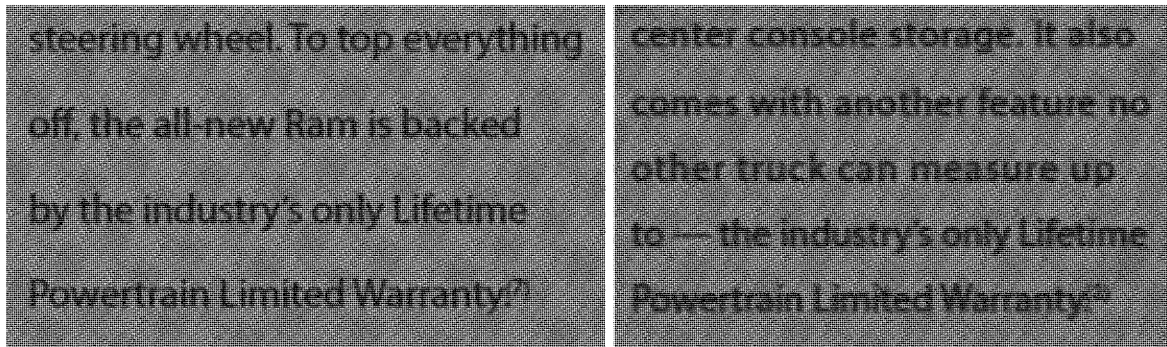 steering wheel. To top everything
off, the all-new Ram is backed
by the industry's only Lifetime
Powertrain Limited Warranty.
center console storage. It also
comes with another feature no
other truck can measure up
to — the industry's only Lifetime
Powertrain Limited Warranty.